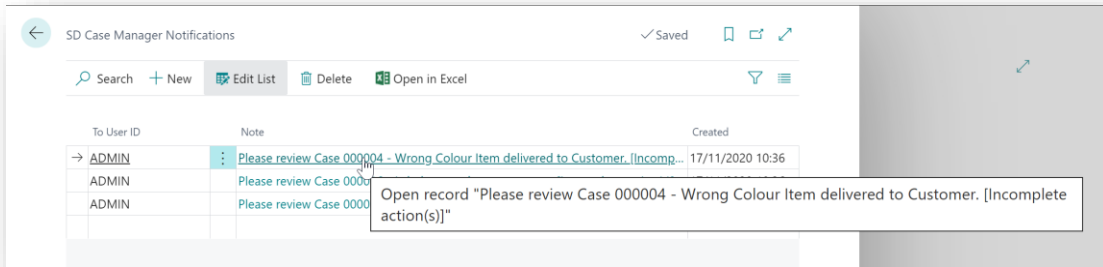 SD Case Manager Notifications
Saved
Search
New
Edit List
Delete
Open in Excel
To User ID
Note
Created
ADMIN
Please review Case 000004 - Wrong Colour Item delivered to Customer. [Incomp...
17/11/2020 10:36
ADMIN
Please review Case 0000
ADMIN
Please review Case 0000
Open record "Please review Case 000004 - Wrong Colour Item delivered to Customer. [Incomplete
action(s)]"